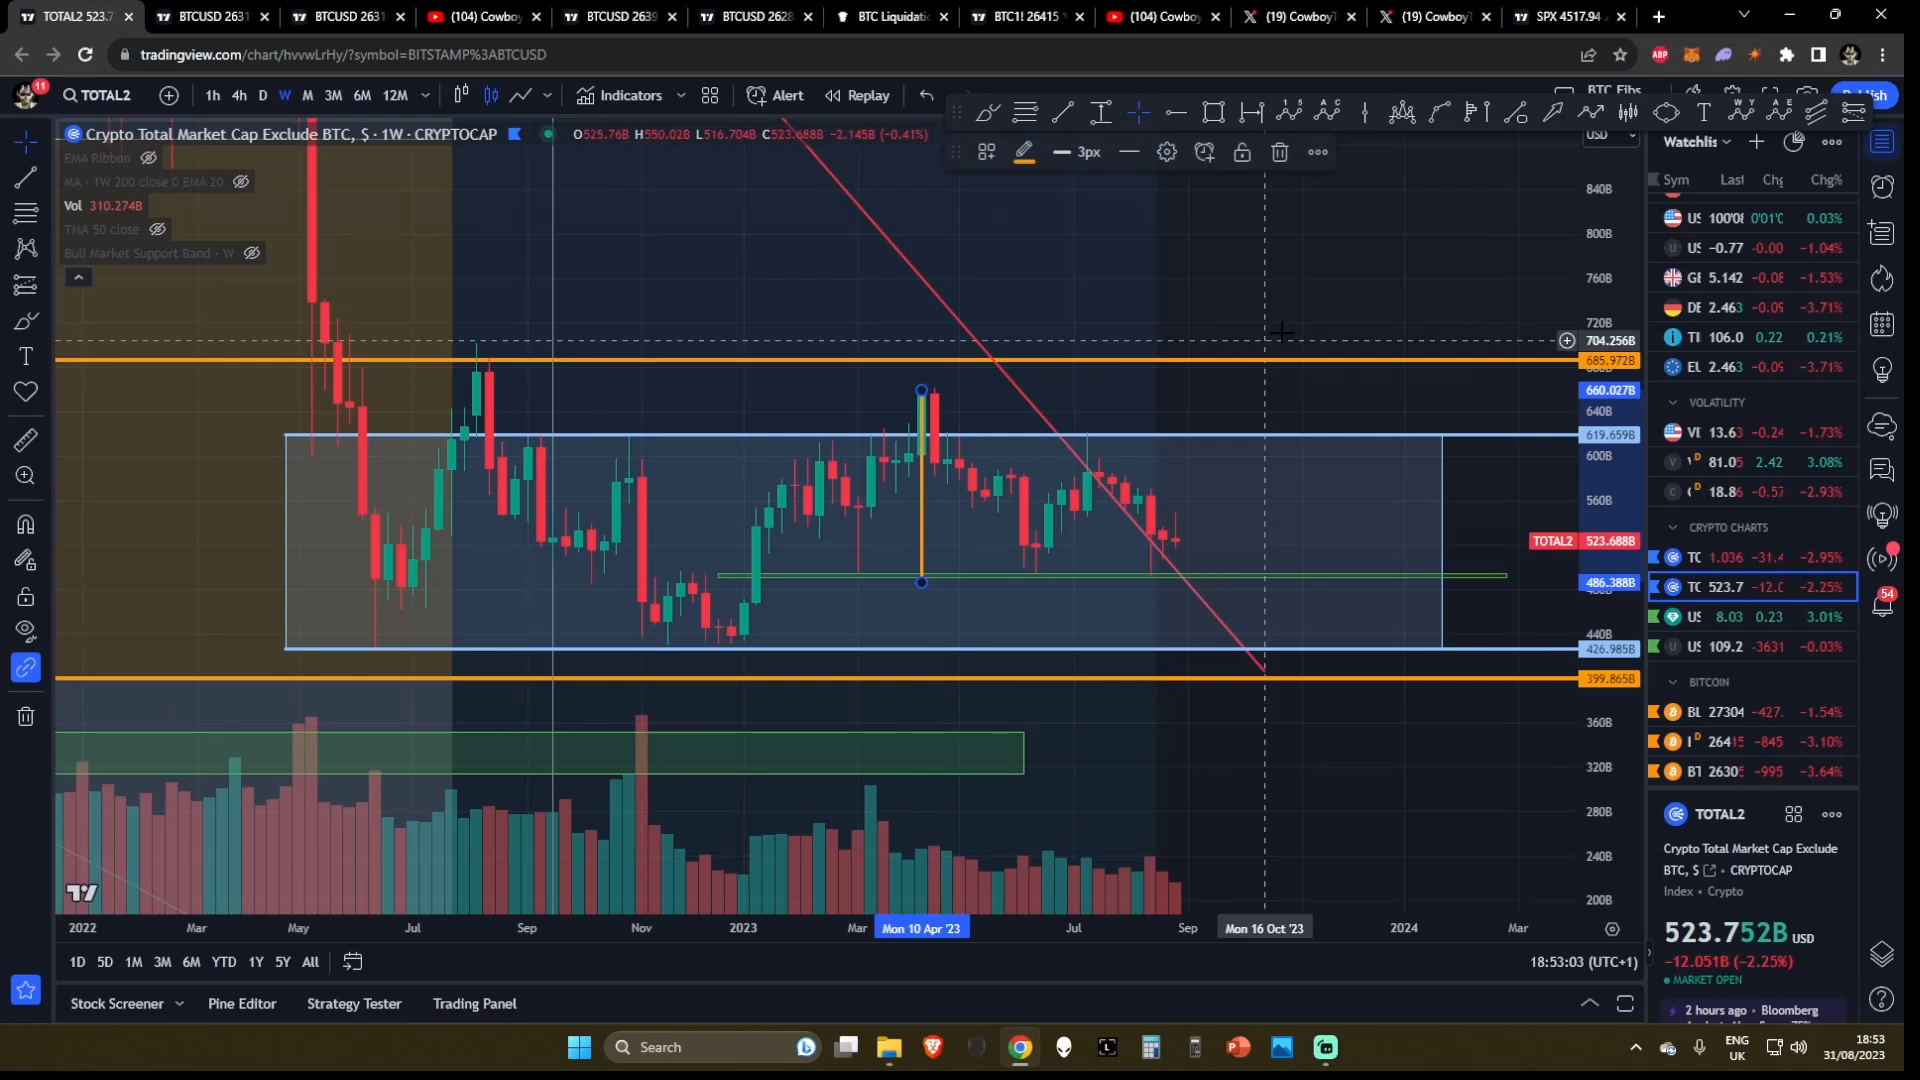 TOTAL2 523.7
BTCUSD 2631
BTCUSD 2631
(104) Cowboy
BTCUSD 2639
BTCUSD 2628
BTC Liquidatic
BTC1! 26415
(104) Cowboy
(19) CowboyT
(19) CowboyT
SPX 4517.94
tradingview.com/chart/hvvwLrHy/?symbol=BITSTAMP%3ABTCUSD
ABP
11
TOTAL2
1h 4h D W M 3M 6M 12M
Indicators
Alert
Replay
BTC Fibs
3px
Crypto Total Market Cap Exclude BTC, $ · 1W · CRYPTOCAP
O525.76B H550.02B L516.704B C523.688B −2.145B (−0.41%)
EMA Ribbon
MA · 1W 200 close 0 EMA 20
Vol 310.274B
TMA 50 close
Bull Market Support Band · W
USD
840B
800B
760B
720B
704.256B
685.972B
660.027B
640B
619.659B
600B
560B
TOTAL2 523.688B
486.388B
440B
426.985B
399.865B
360B
320B
280B
240B
200B
2022 Mar May Jul Sep Nov 2023 Mar Mon 10 Apr '23 Jul Sep Mon 16 Oct '23 2024 Mar
1D 5D 1M 3M 6M YTD 1Y 5Y All
18:53:03 (UTC+1)
Stock Screener
Pine Editor
Strategy Tester
Trading Panel
Watchlis
Sym Last Chg Chg%
US 100'08 0'01'0 0.03%
US −0.77 −0.00 −1.04%
GE 5.142 −0.08 −1.53%
DE 2.463 −0.09 −3.71%
TI 106.0 0.22 0.21%
EU 2.463 −0.09 −3.71%
VOLATILITY
VI 13.63 −0.24 −1.73%
D 81.05 2.42 3.08%
D 18.86 −0.57 −2.93%
CRYPTO CHARTS
TC 1.036 −31.4 −2.95%
TC 523.7 −12.0 −2.25%
US 8.03 0.23 3.01%
US 109.2 −3631 −0.03%
BITCOIN
BL 27304 −427. −1.54%
D 26415 −845 −3.10%
BT 26305 −995 −3.64%
TOTAL2
Crypto Total Market Cap Exclude
BTC, $ • CRYPTOCAP
Index • Crypto
523.752B USD
−12.051B (−2.25%)
MARKET OPEN
2 hours ago • Bloomberg
54
Search
ENG
UK
18:53
31/08/2023